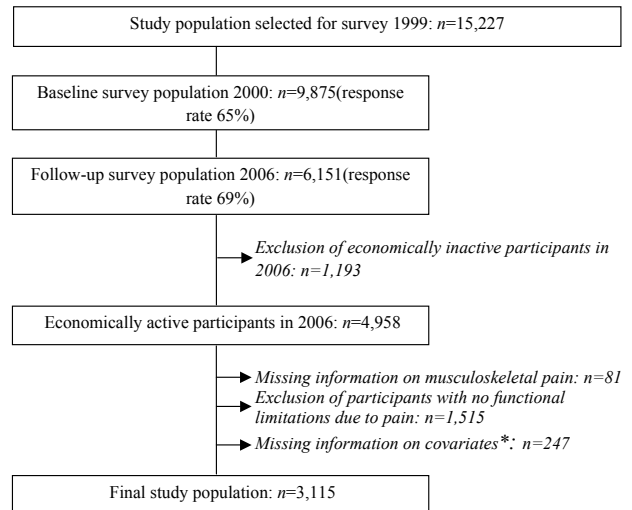 Study population selected for survey 1999: n=15,227
Baseline survey population 2000: n=9,875(response
rate 65%)
Follow-up survey population 2006: n=6,151(response
rate 69%)
Exclusion of economically inactive participants in
2006: n=1,193
Economically active participants in 2006: n=4,958
Missing information on musculoskeletal pain: n=81
Exclusion of participants with no functional
limitations due to pain: n=1,515
Missing information on covariates*: n=247
Final study population: n=3,115